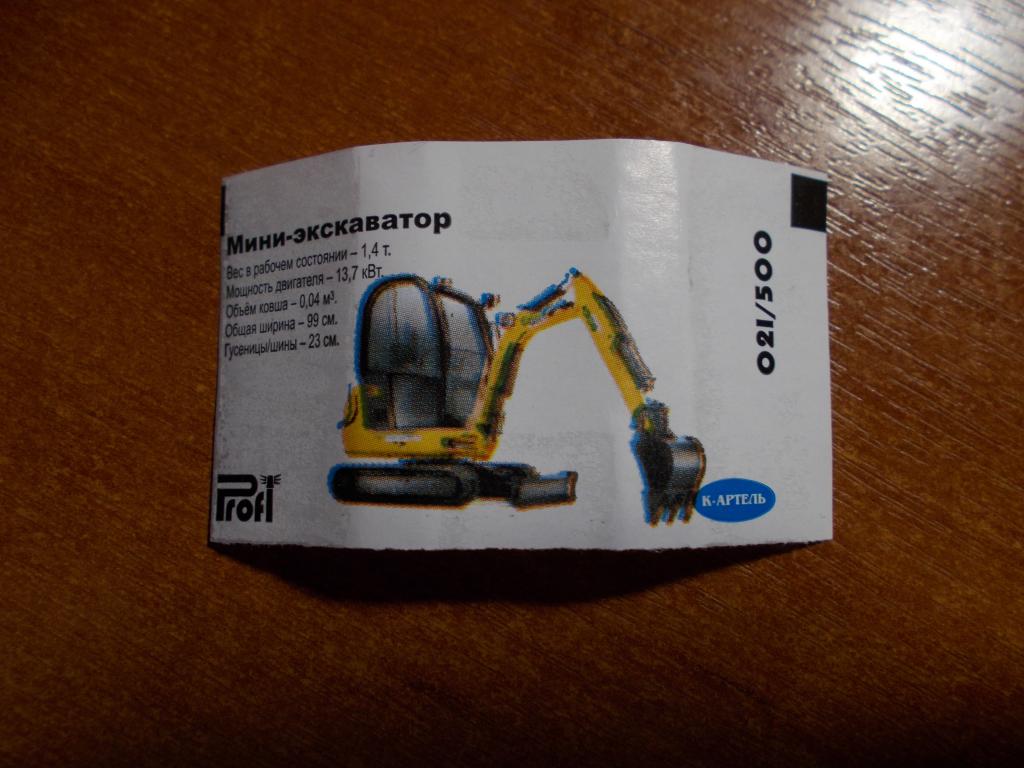 Мини-экскаватор
Вес в рабочем состоянии – 1,4 т.
Мощность двигателя – 13,7 кВт.
Объём ковша – 0,04 м³.
Общая ширина – 99 см.
Гусеницы/шины – 23 см.
021/500
Profi
К-АРТЕЛЬ